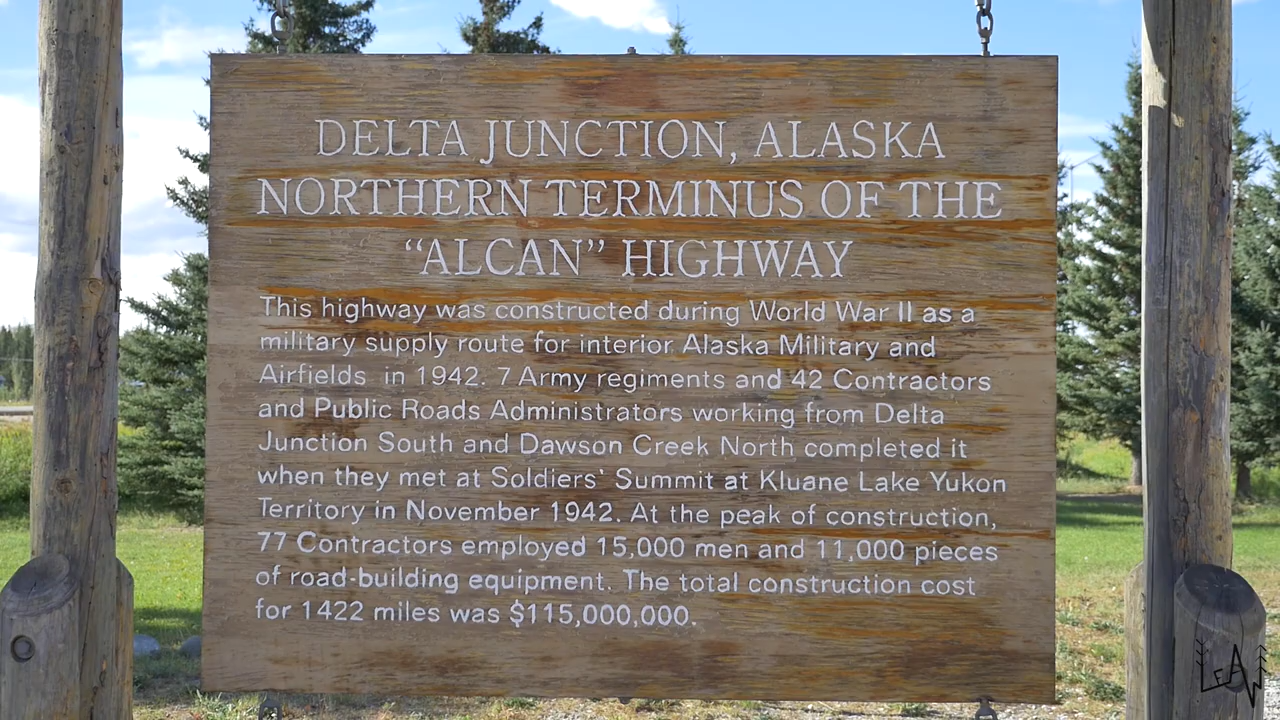 DELTA JUNCTION, ALASKA
NORTHERN TERMINUS OF THE
“ALCAN” HIGHWAY
This highway was constructed during World War II as a
military supply route for interior Alaska Military and
Airfields in 1942. 7 Army regiments and 42 Contractors
and Public Roads Administrators working from Delta
Junction South and Dawson Creek North completed it
when they met at Soldiers' Summit at Kluane Lake Yukon
Territory in November 1942. At the peak of construction,
77 Contractors employed 15,000 men and 11,000 pieces
of road-building equipment. The total construction cost
for 1422 miles was $115,000,000.